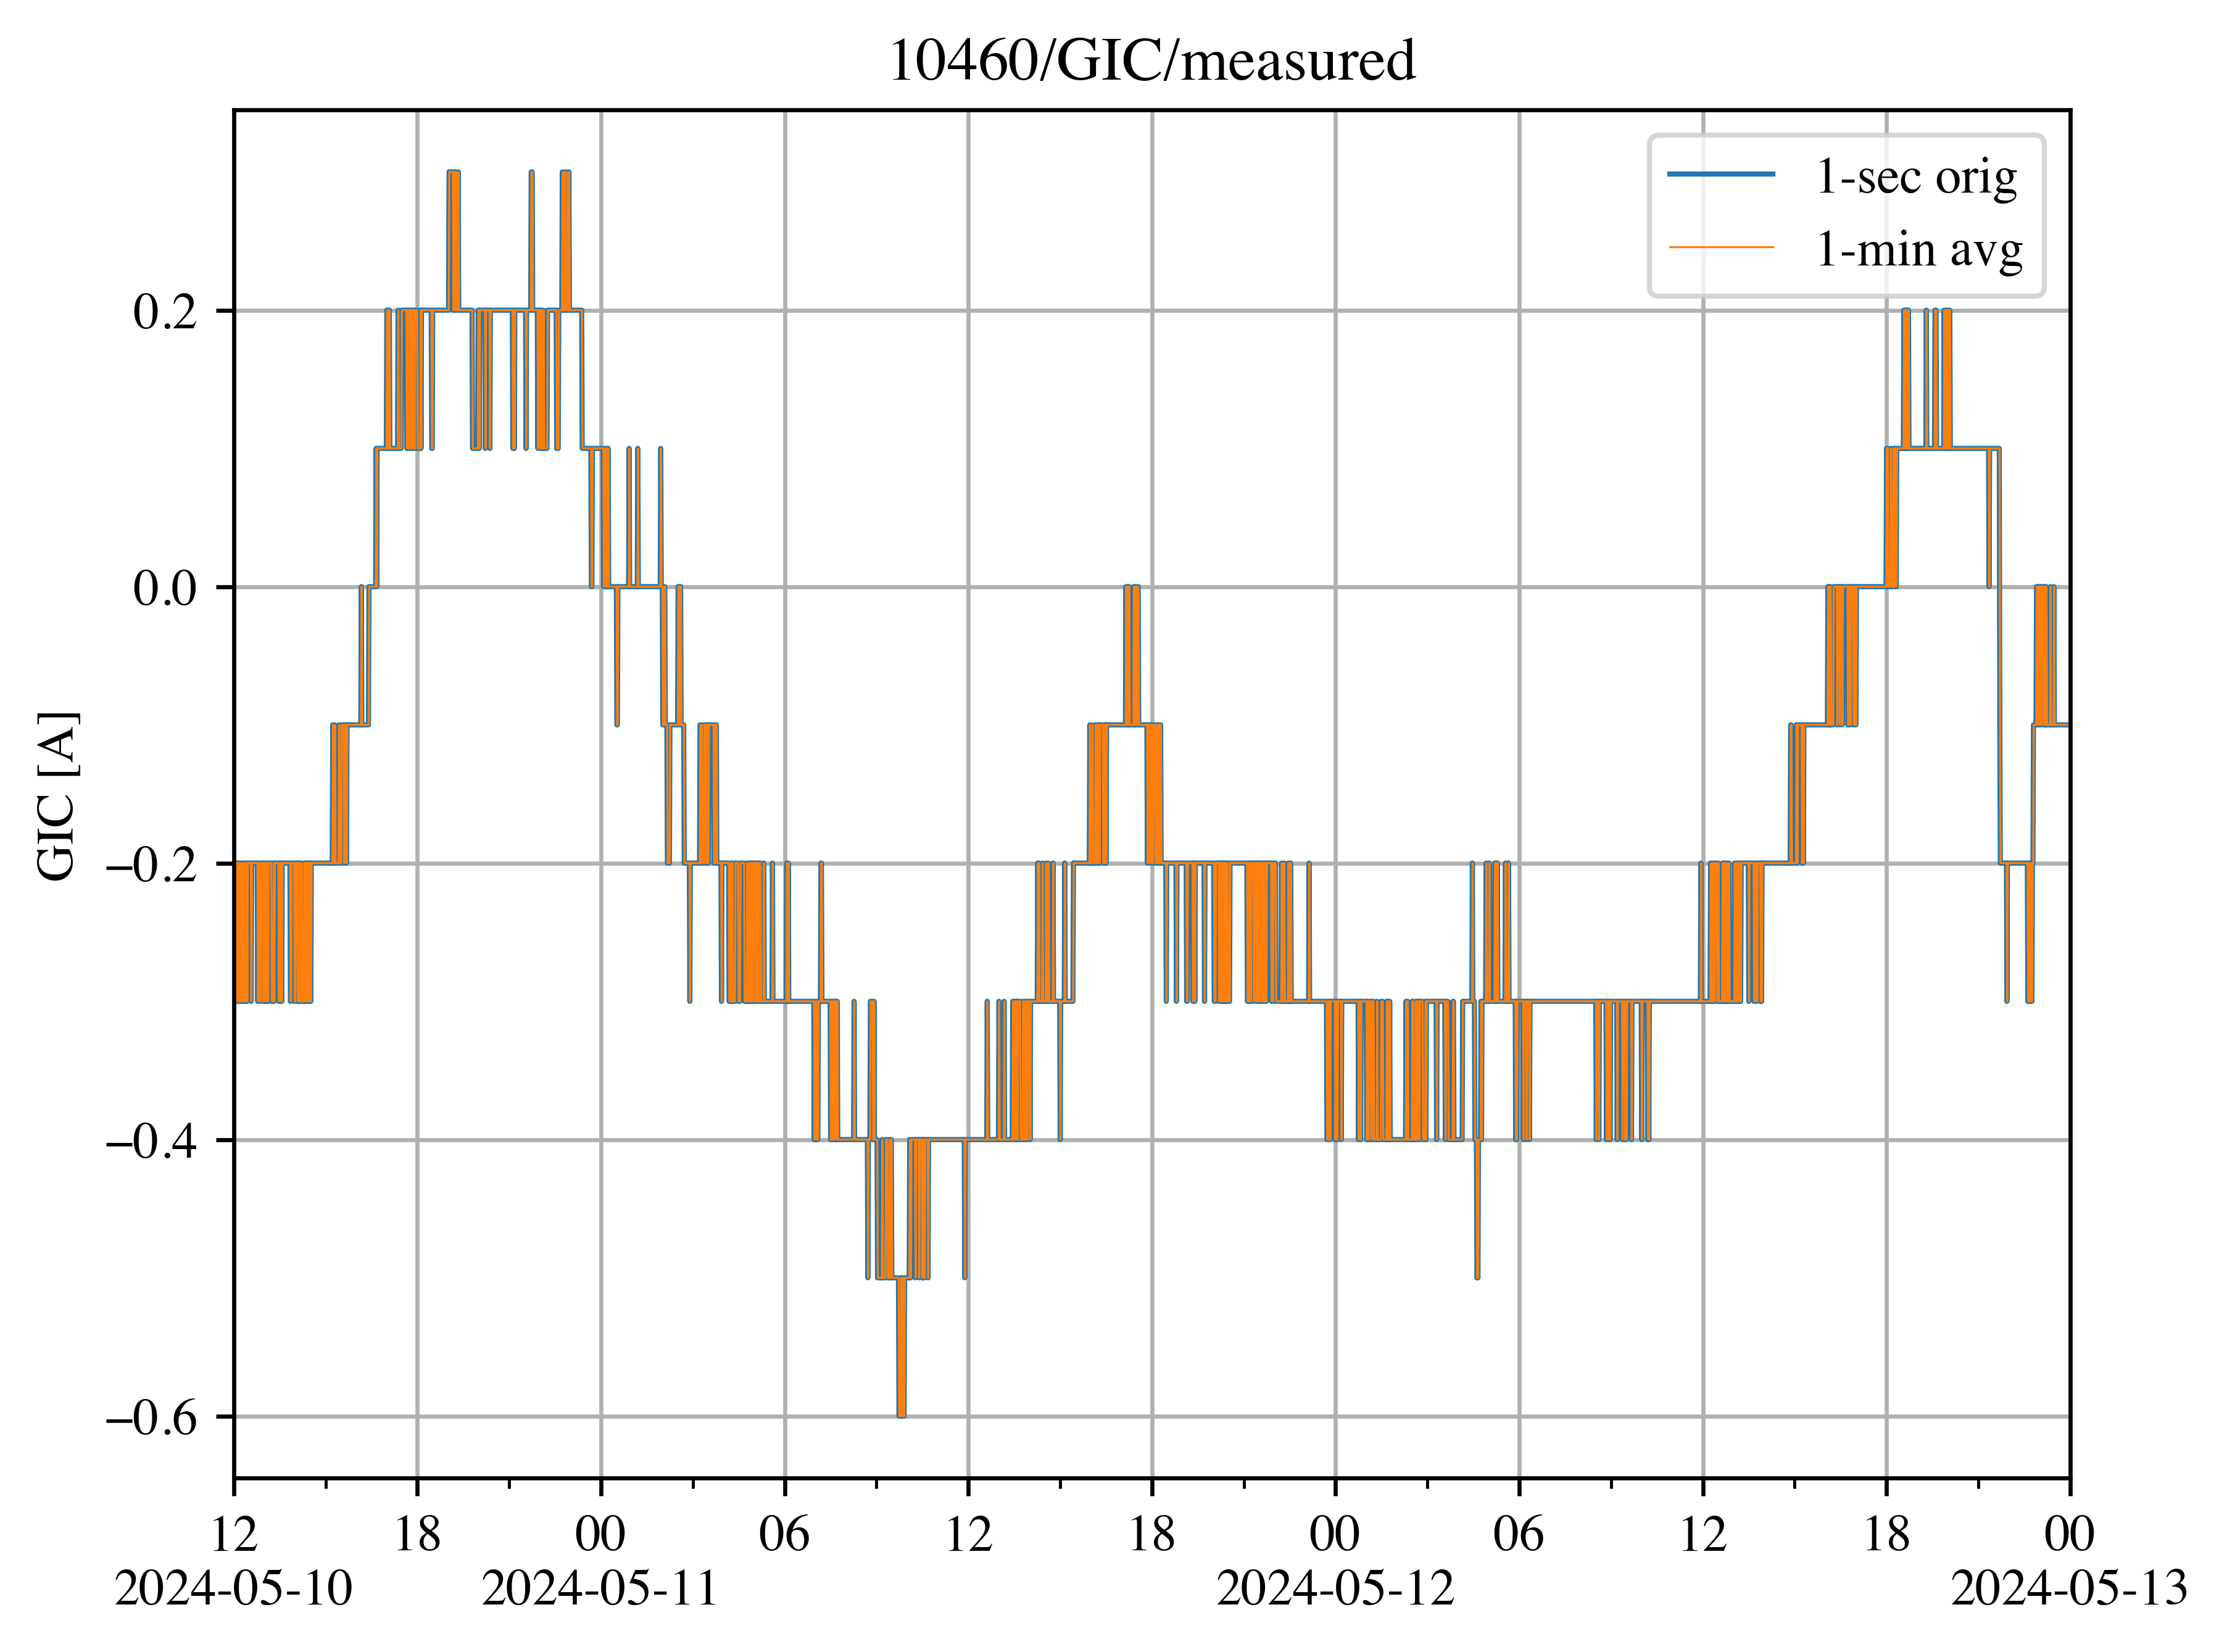 10460/GIC/measured
1-sec orig
1-min avg
GIC [A]
0.2
0.0
−0.2
−0.4
−0.6
12 18 00 06 12 18 00 06 12 18 00
2024-05-10 2024-05-11 2024-05-12 2024-05-13